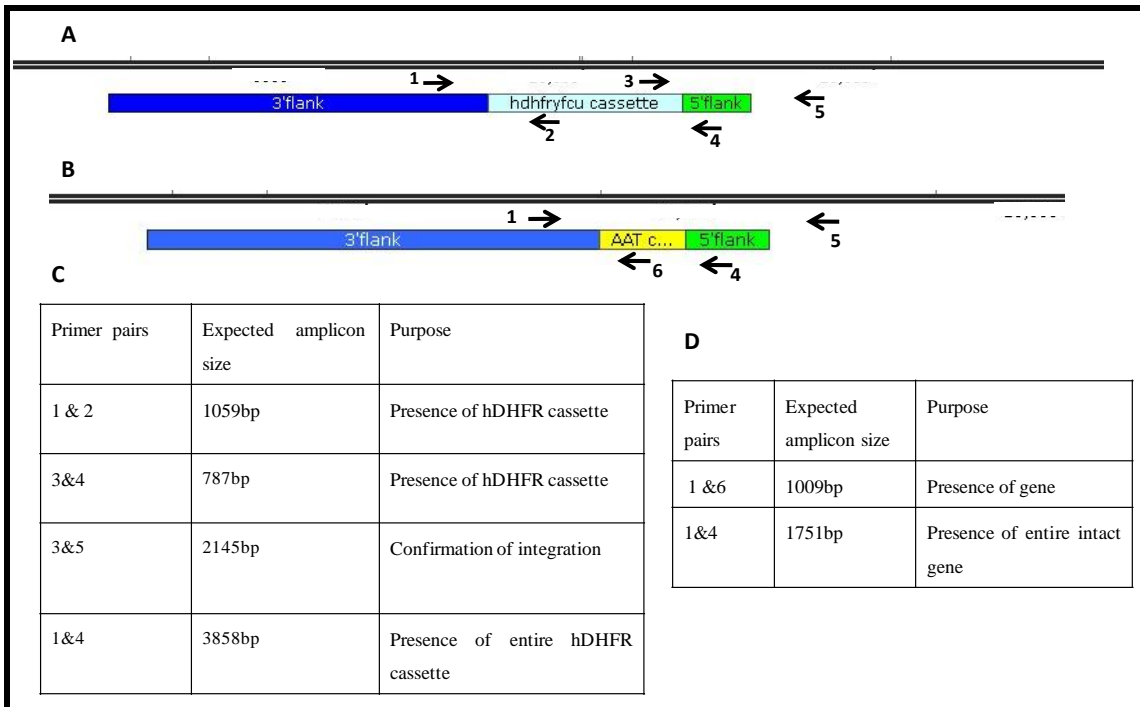 A
1
3
3'flank
hdhfryfcu cassette
5'flank
2
4
5
B
1
3'flank
AAT c...
5'flank
6
4
5
C
Primer pairs
Expected amplicon
size
Purpose
1 & 2
1059bp
Presence of hDHFR cassette
3&4
787bp
Presence of hDHFR cassette
3&5
2145bp
Confirmation of integration
1&4
3858bp
Presence of entire hDHFR
cassette
D
Primer
pairs
Expected
amplicon size
Purpose
1 &6
1009bp
Presence of gene
1&4
1751bp
Presence of entire intact
gene